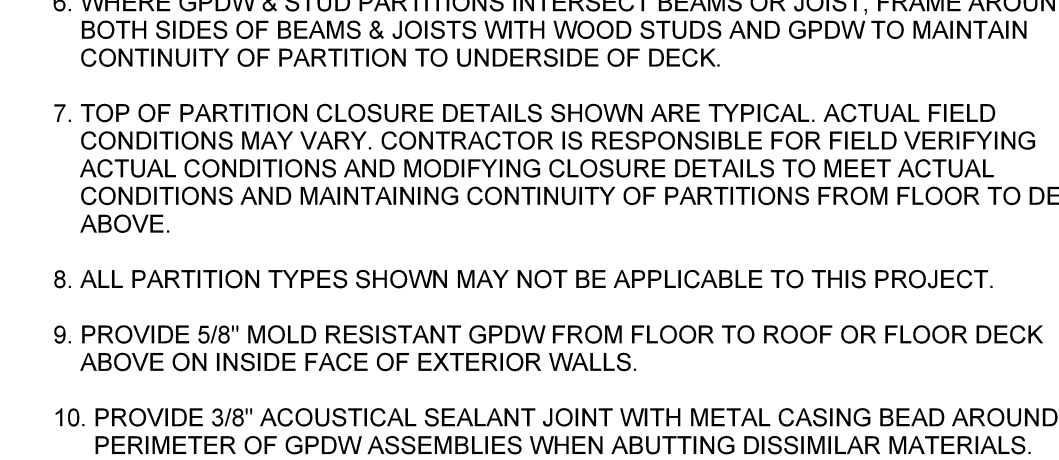 6. WHERE GPDW & STUD PARTITIONS INTERSECT BEAMS OR JOIST, FRAME AROUN
BOTH SIDES OF BEAMS & JOISTS WITH WOOD STUDS AND GPDW TO MAINTAIN
CONTINUITY OF PARTITION TO UNDERSIDE OF DECK.
7. TOP OF PARTITION CLOSURE DETAILS SHOWN ARE TYPICAL. ACTUAL FIELD
CONDITIONS MAY VARY. CONTRACTOR IS RESPONSIBLE FOR FIELD VERIFYING
ACTUAL CONDITIONS AND MODIFYING CLOSURE DETAILS TO MEET ACTUAL
CONDITIONS AND MAINTAINING CONTINUITY OF PARTITIONS FROM FLOOR TO DE
ABOVE.
8. ALL PARTITION TYPES SHOWN MAY NOT BE APPLICABLE TO THIS PROJECT.
9. PROVIDE 5/8" MOLD RESISTANT GPDW FROM FLOOR TO ROOF OR FLOOR DECK
ABOVE ON INSIDE FACE OF EXTERIOR WALLS.
10. PROVIDE 3/8" ACOUSTICAL SEALANT JOINT WITH METAL CASING BEAD AROUND
PERIMETER OF GPDW ASSEMBLIES WHEN ABUTTING DISSIMILAR MATERIALS.